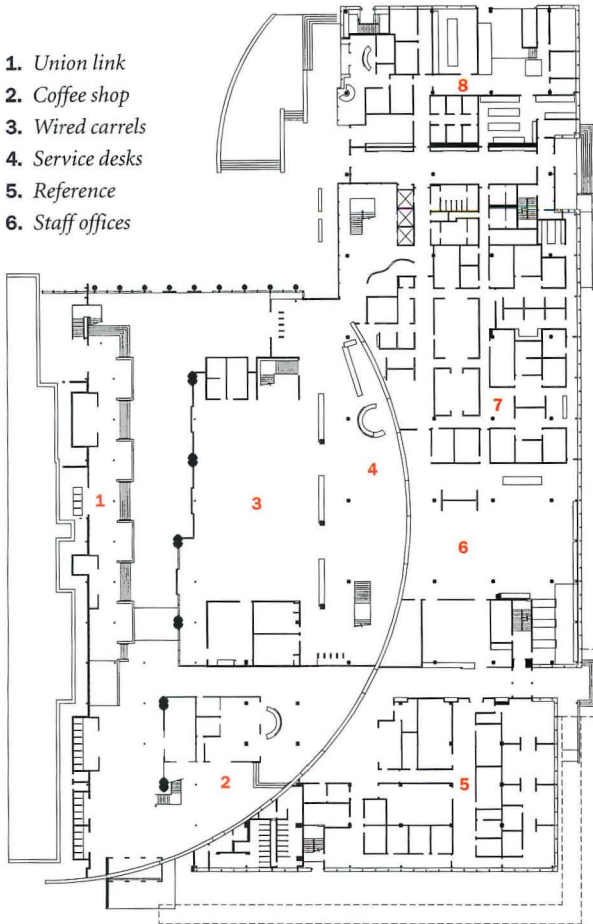 1. Union link
2. Coffee shop
3. Wired carrels
4. Service desks
5. Reference
6. Staff offices
8
7
4
1
3
6
2
5